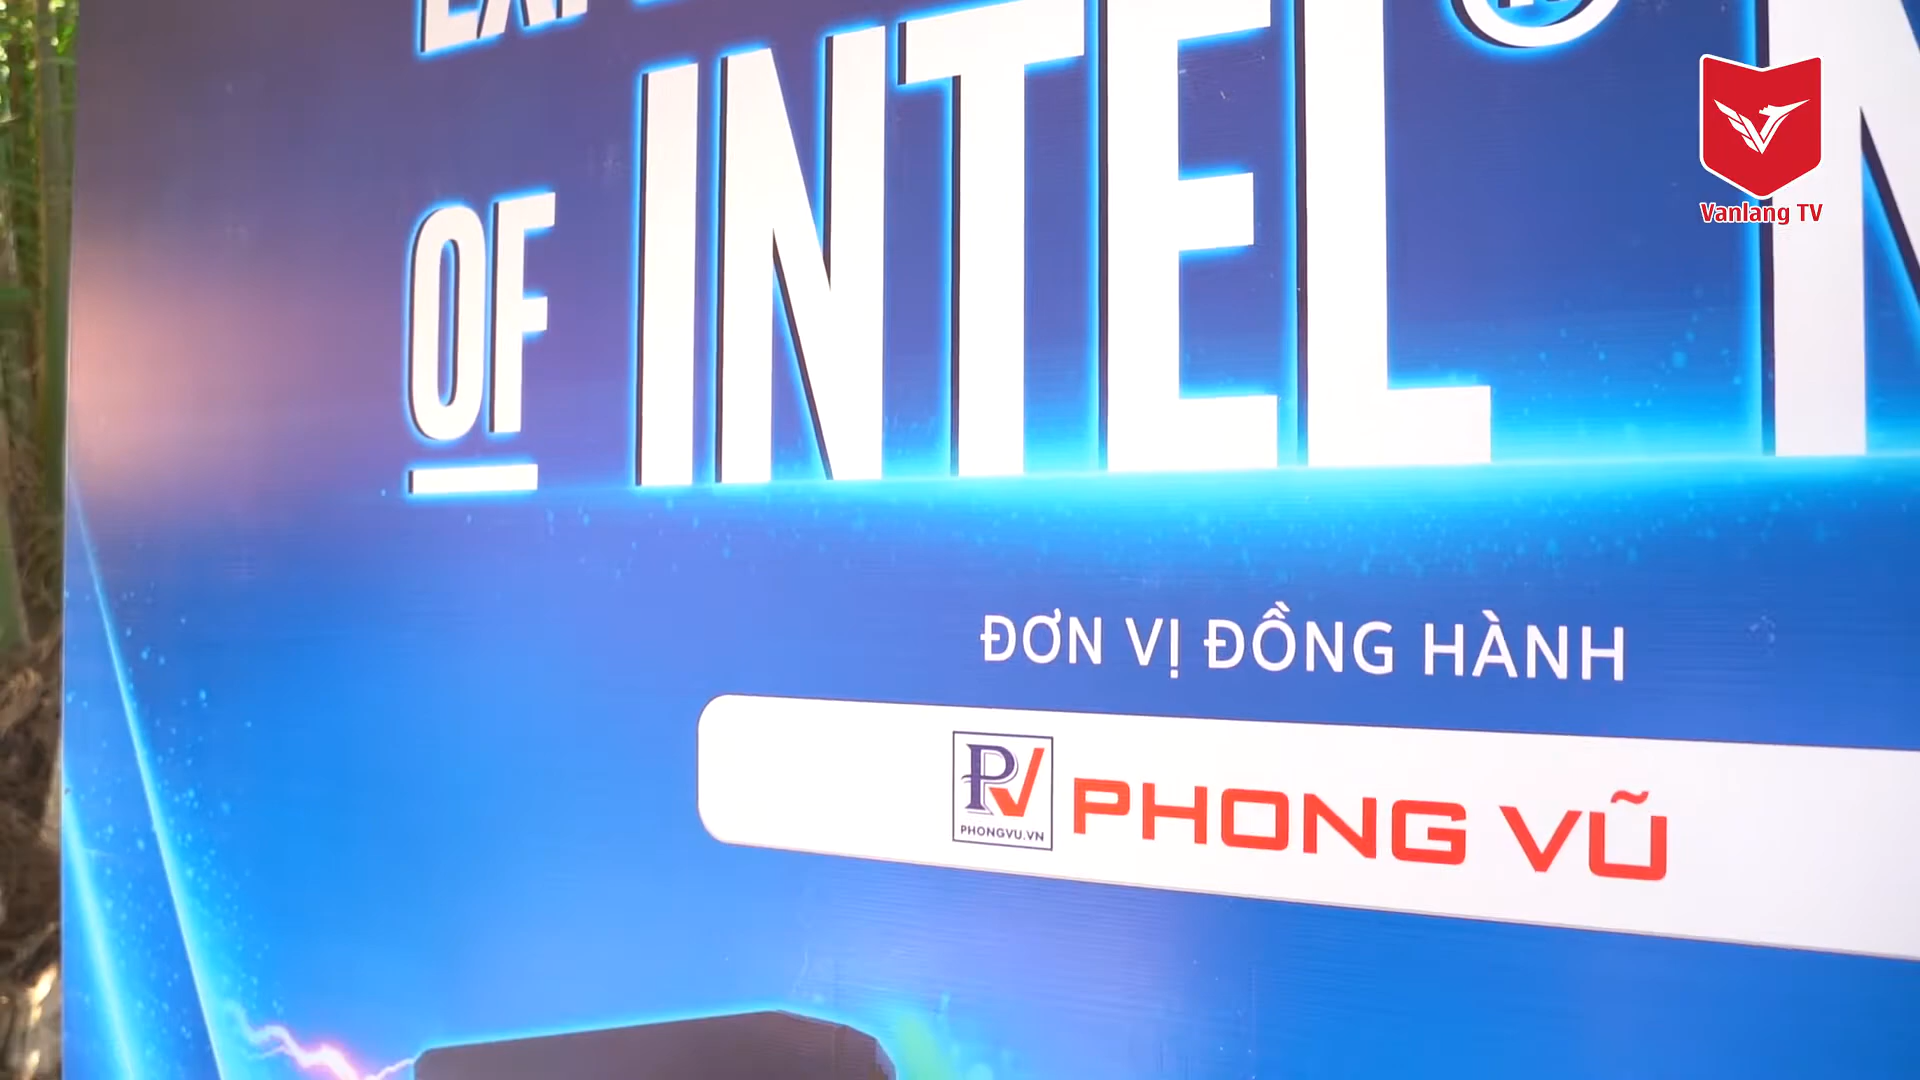 OF INTEL®
Vanlang TV
ĐƠN VỊ ĐỒNG HÀNH
PV
PHONGVU.VN
PHONG VŨ